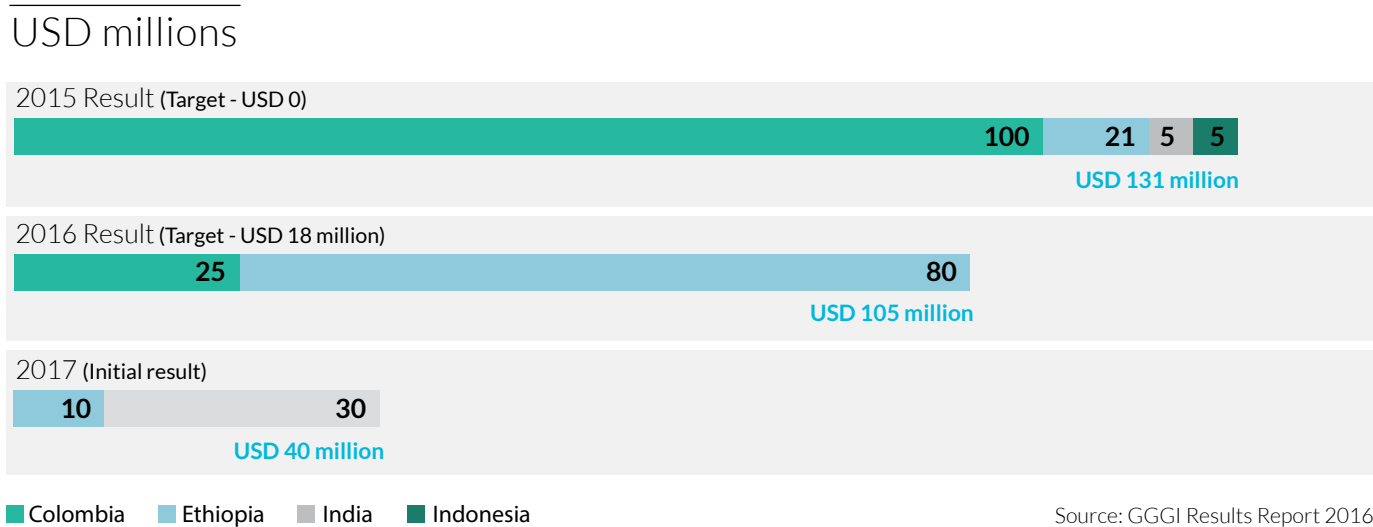 USD millions
2015 Result (Target - USD 0)
100 21 5 5
USD 131 million
2016 Result (Target - USD 18 million)
25 80
USD 105 million
2017 (Initial result)
10 30
USD 40 million
Colombia Ethiopia India Indonesia
Source: GGGI Results Report 2016